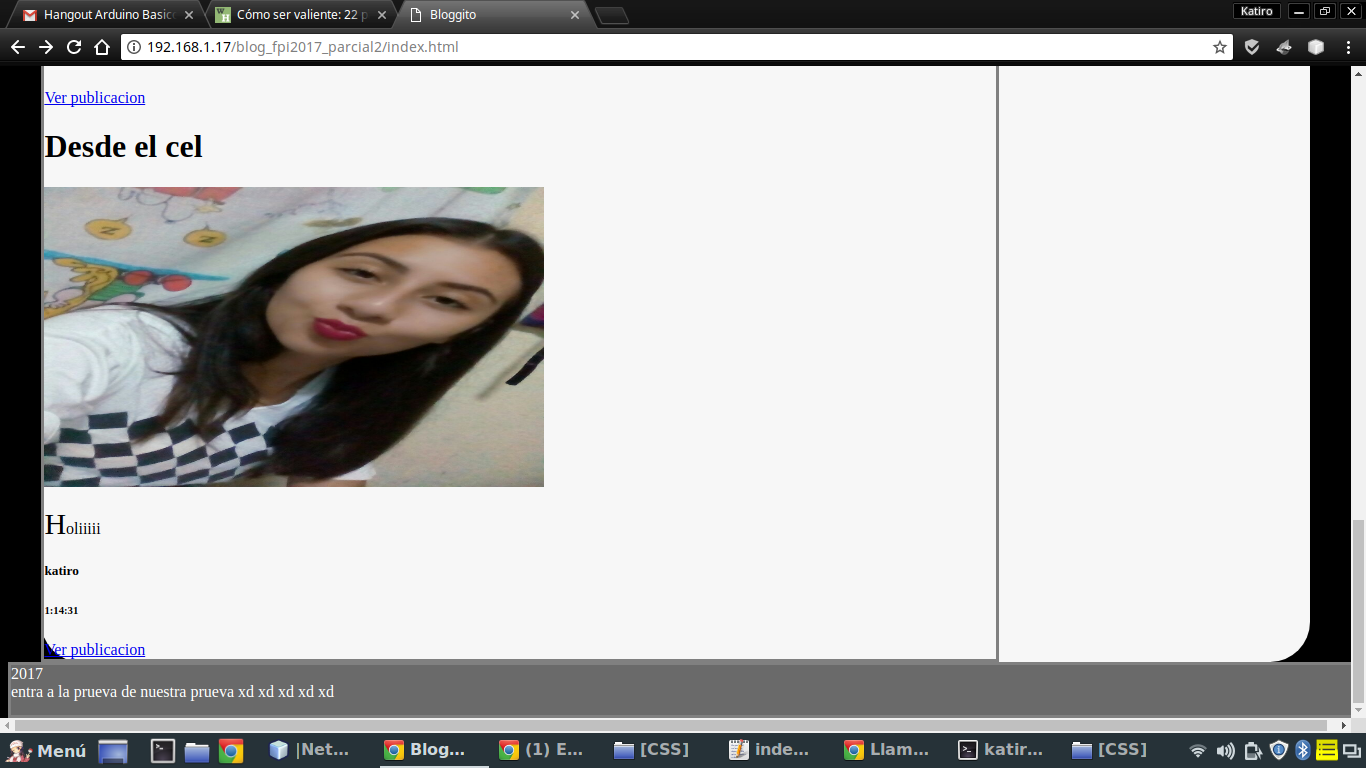 Hangout Arduino Basico
Cómo ser valiente: 22 p
Bloggito
Katiro
192.168.1.17/blog_fpi2017_parcial2/index.html
Ver publicacion
Desde el cel
z
z
Holiiiii
katiro
1:14:31
Ver publicacion
2017
entra a la prueva de nuestra prueva xd xd xd xd xd
Menú
|Net...
Blog...
(1) E...
[CSS]
inde...
Llam...
katir...
[CSS]